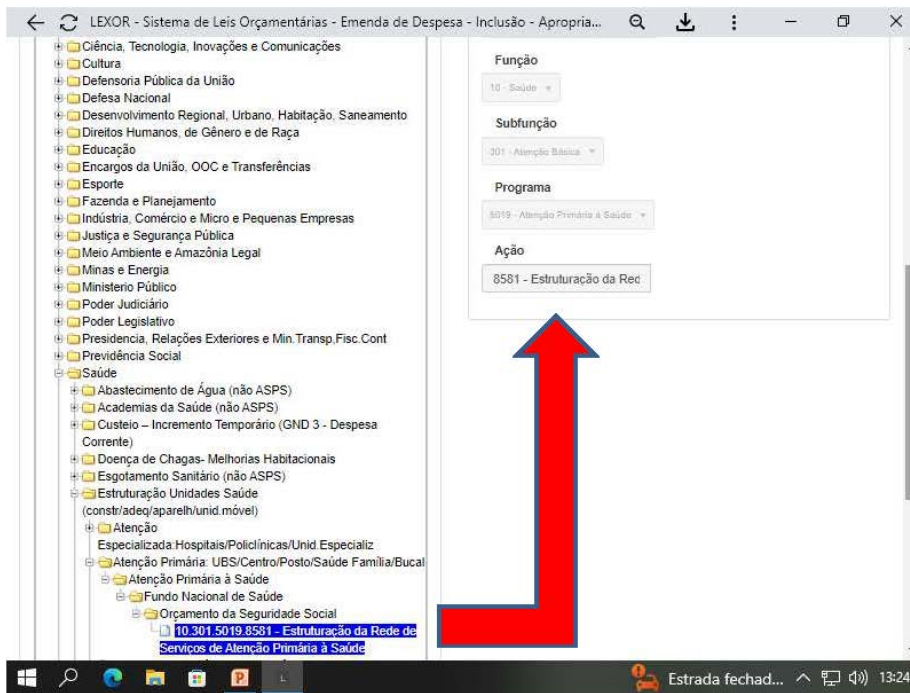 LEXOR - Sistema de Leis Orçamentárias - Emenda de Despesa - Inclusão - Apropria...
Ciência, Tecnologia, Inovações e Comunicações
Cultura
Defensoria Pública da União
Defesa Nacional
Desenvolvimento Regional, Urbano, Habitação, Saneamento
Direitos Humanos, de Gênero e de Raça
Educação
Encargos da União, OOC e Transferências
Esporte
Fazenda e Planejamento
Indústria, Comércio e Micro e Pequenas Empresas
Justiça e Segurança Pública
Meio Ambiente e Amazônia Legal
Minas e Energia
Ministerio Público
Poder Judiciário
Poder Legislativo
Presidencia, Relações Exteriores e Min.Transp,Fisc.Cont
Previdência Social
Saúde
Abastecimento de Água (não ASPS)
Academias da Saúde (não ASPS)
Custeio – Incremento Temporário (GND 3 - Despesa
Corrente)
Doença de Chagas- Melhorias Habitacionais
Esgotamento Sanitário (não ASPS)
Estruturação Unidades Saúde
(constr/adeq/aparelh/unid.móvel)
Atenção
Especializada:Hospitais/Policlínicas/Unid.Especializ
Atenção Primária: UBS/Centro/Posto/Saúde Família/Bucal
Atenção Primária à Saúde
Fundo Nacional de Saúde
Orçamento da Seguridade Social
10.301.5019.8581 - Estruturação da Rede de
Serviços de Atenção Primária à Saúde
Função
10 - Saúde
Subfunção
301 - Atenção Básica
Programa
5019 - Atenção Primária à Saúde
Ação
8581 - Estruturação da Rec
Estrada fechad...
13:24